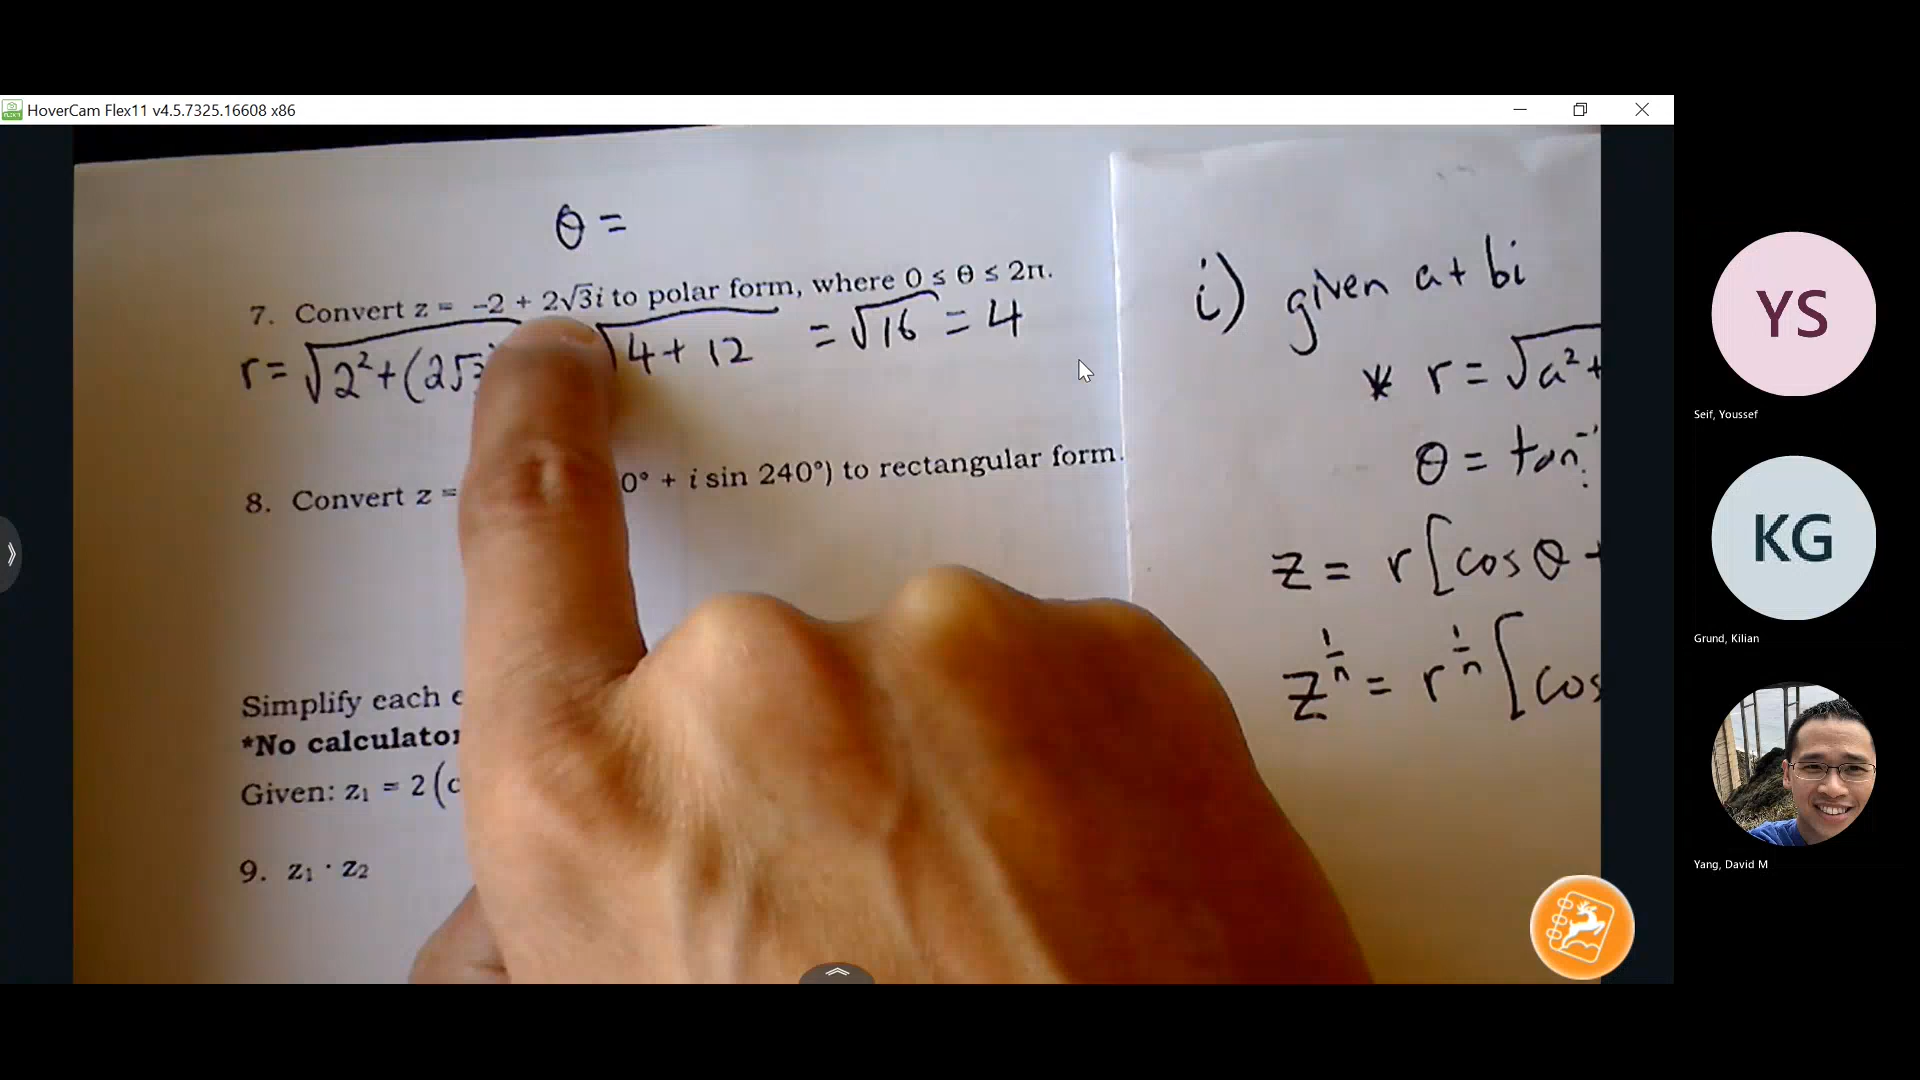 HoverCam Flex11 v4.5.7325.16608 x86
θ =
7. Convert z = -2 + 2√3i to polar form, where 0 ≤ θ ≤ 2π.
r = √2² + (2√3 √4 + 12 = √16 = 4
8. Convert z = 0° + i sin 240°) to rectangular form.
Simplify each e
*No calculator
Given: z₁ = 2(c
9. z₁ · z₂
i) given a + bi
* r = √a² +
θ = tan⁻¹
z = r[cos θ +
z^(1/n) = r^(1/n)[cos
YS
Seif, Youssef
KG
Grund, Kilian
Yang, David M